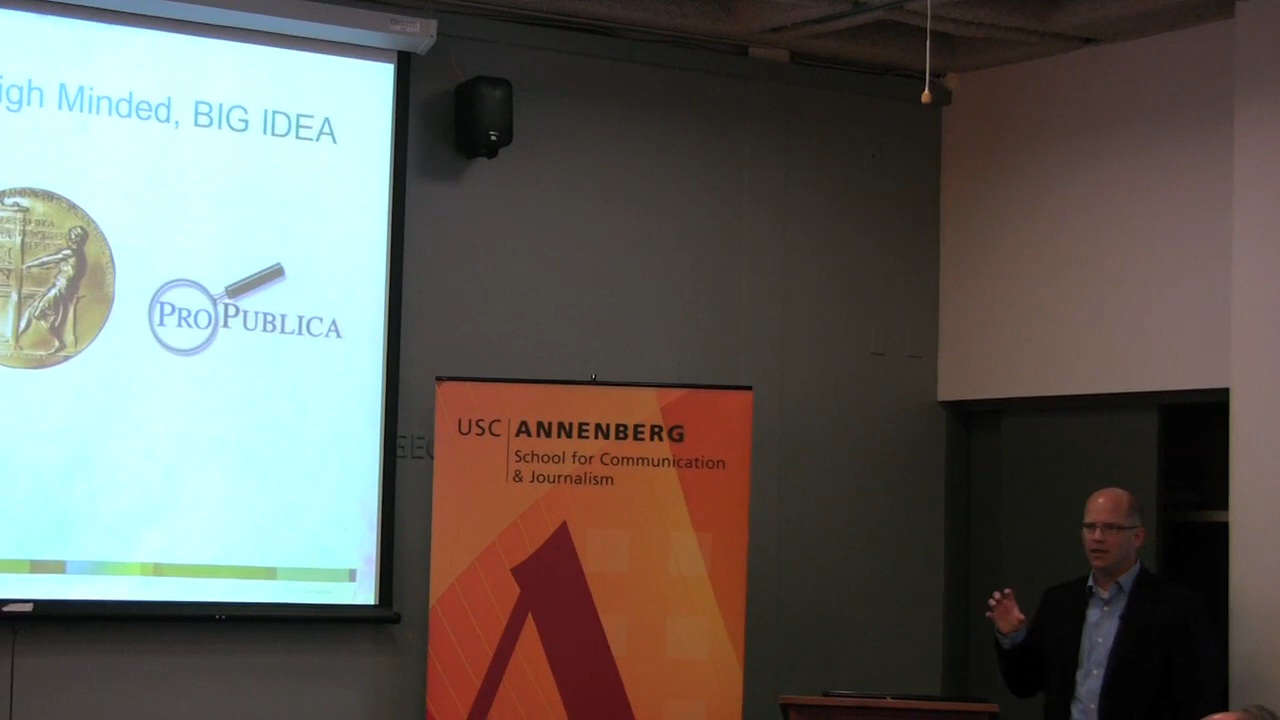 igh Minded, BIG IDEA
PROPUBLICA
USC ANNENBERG
School for Communication
& Journalism